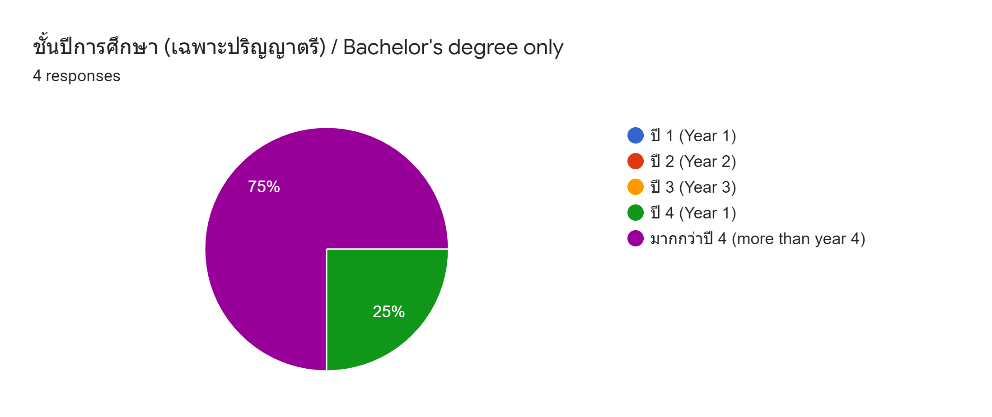 ชั้นปีการศึกษา (เฉพาะปริญญาตรี) / Bachelor's degree only
4 responses
75%
25%
ปี 1 (Year 1)
ปี 2 (Year 2)
ปี 3 (Year 3)
ปี 4 (Year 1)
มากกว่าปี 4 (more than year 4)